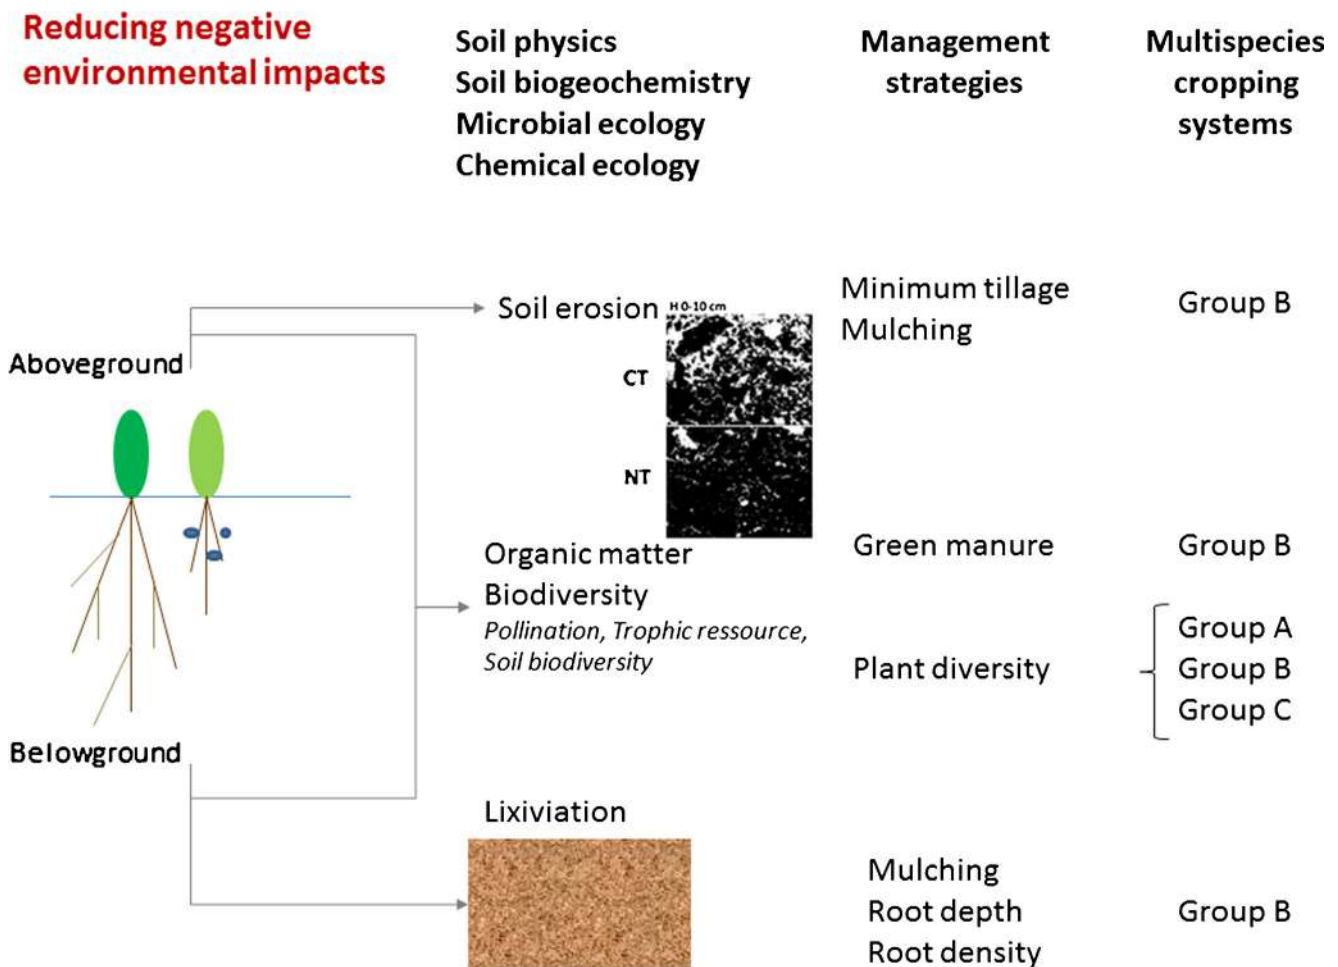 Reducing negative
environmental impacts
Soil physics
Soil biogeochemistry
Microbial ecology
Chemical ecology
Management
strategies
Multispecies
cropping
systems
Aboveground
Soil erosion
H 0-10 cm
CT
NT
Minimum tillage
Mulching
Group B
Organic matter
Biodiversity
Pollination, Trophic ressource,
Soil biodiversity
Green manure
Group B
Plant diversity
Group A
Group B
Group C
Belowground
Lixiviation
Mulching
Root depth
Root density
Group B